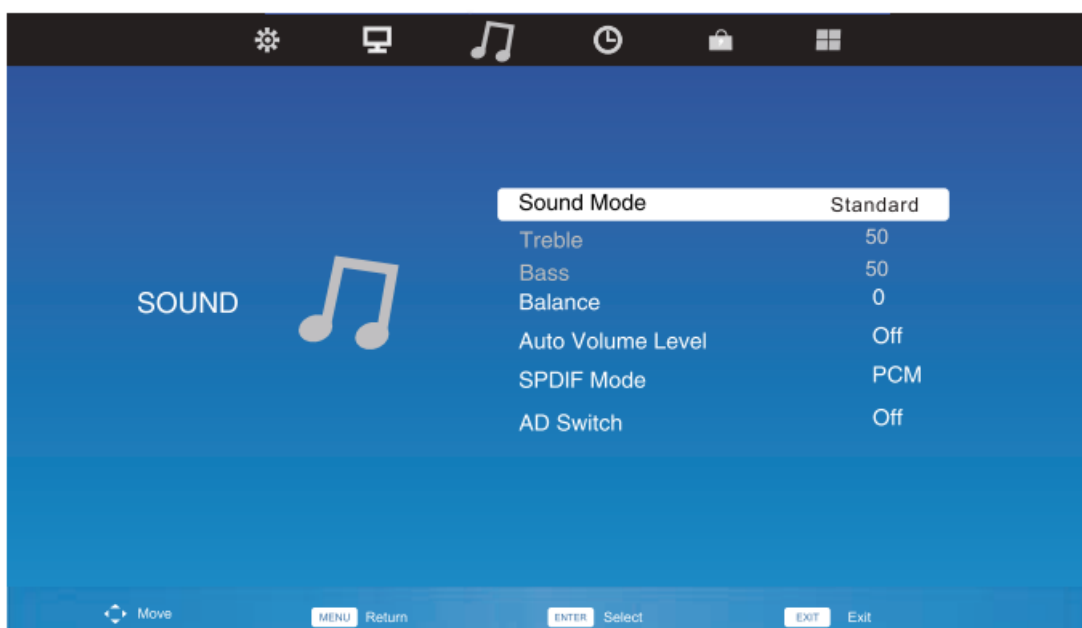 Sound Mode Standard
Treble 50
Bass 50
SOUND
Balance 0
Auto Volume Level Off
SPDIF Mode PCM
AD Switch Off
Move MENU Return ENTER Select EXIT Exit